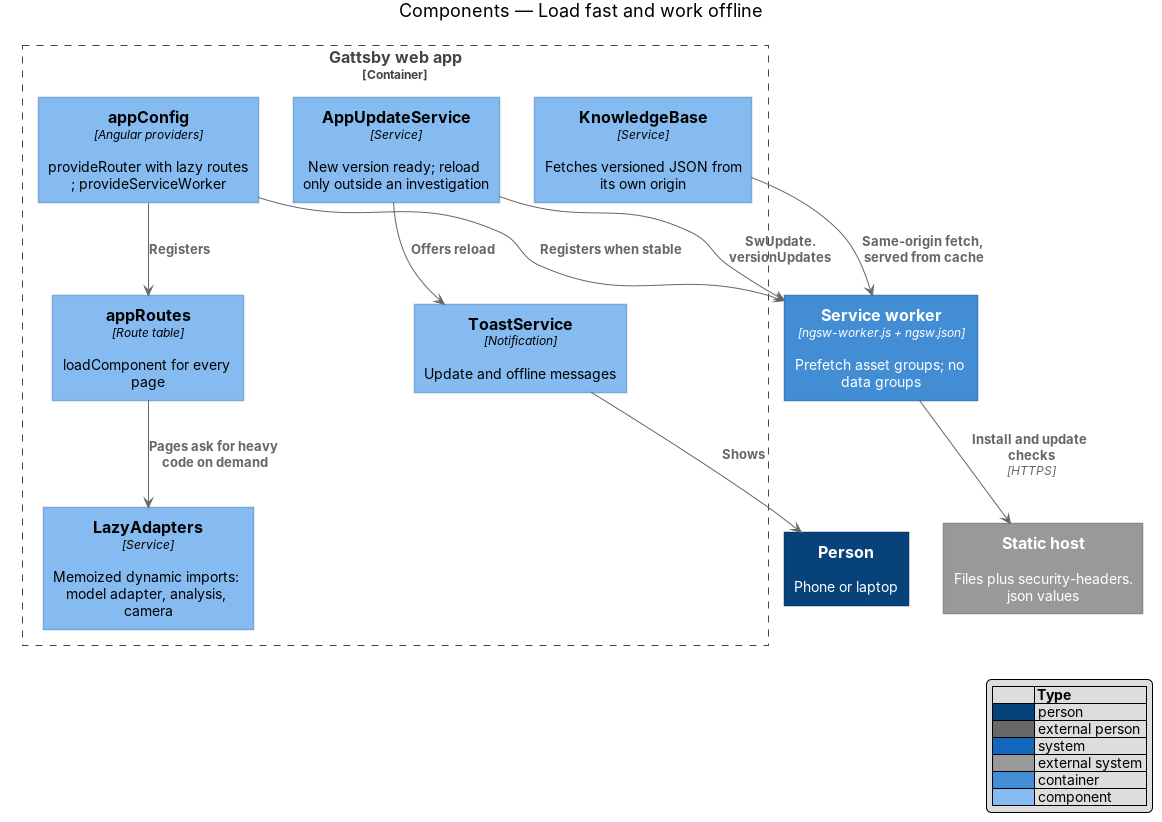 Components — Load fast and work offline
Gattsby web app
[Container]
appConfig
[Angular providers]
provideRouter with lazy routes
; provideServiceWorker
AppUpdateService
[Service]
New version ready; reload
only outside an investigation
KnowledgeBase
[Service]
Fetches versioned JSON from
its own origin
Registers
Offers reload
Registers when stable
SwUpdate.
versionUpdates
Same-origin fetch,
served from cache
appRoutes
[Route table]
loadComponent for every
page
ToastService
[Notification]
Update and offline messages
Service worker
[ngsw-worker.js + ngsw.json]
Prefetch asset groups; no
data groups
Pages ask for heavy
code on demand
Shows
Install and update
checks
[HTTPS]
LazyAdapters
[Service]
Memoized dynamic imports:
model adapter, analysis,
camera
Person
Phone or laptop
Static host
Files plus security-headers.
json values
Type
person
external person
system
external system
container
component